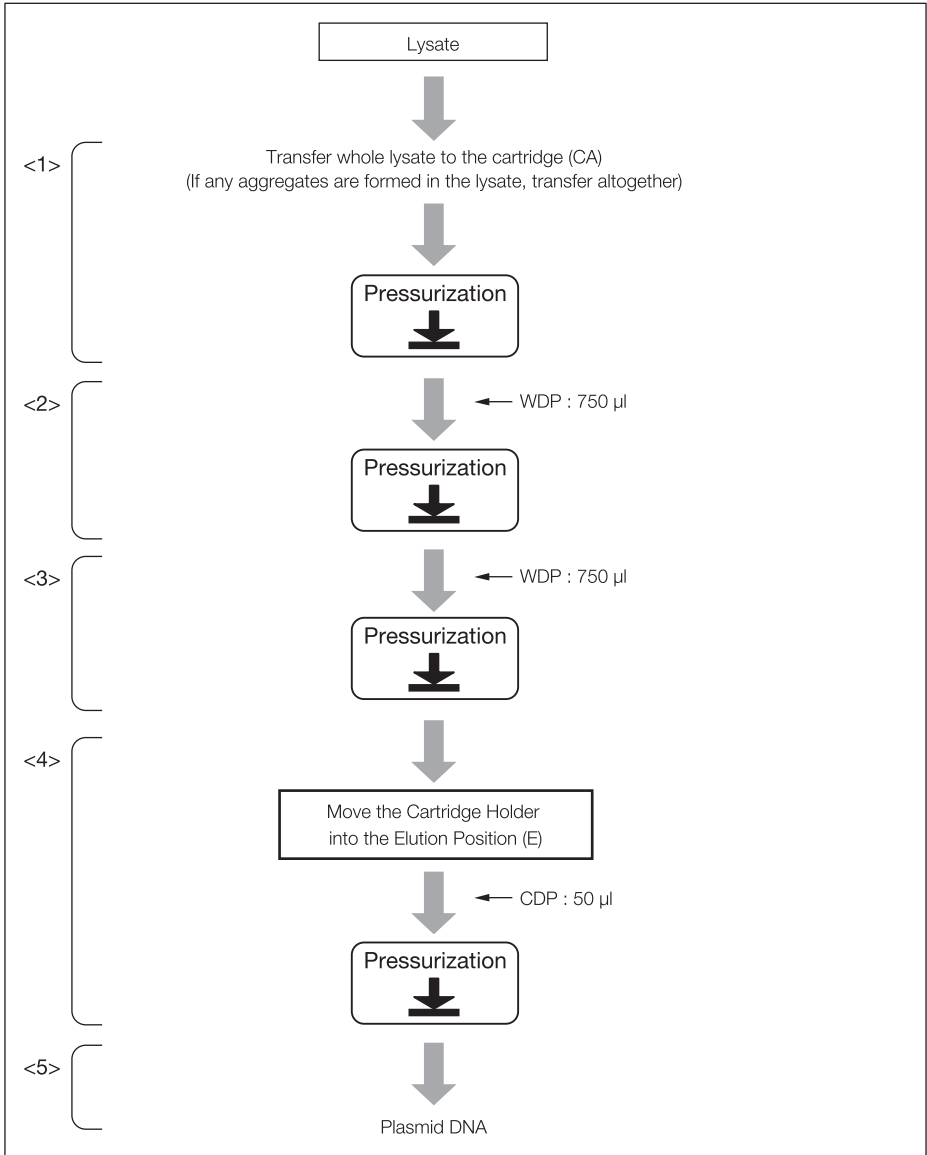 Lysate
<1>
Transfer whole lysate to the cartridge (CA)
(If any aggregates are formed in the lysate, transfer altogether)
Pressurization
<2>
WDP : 750 µl
Pressurization
<3>
WDP : 750 µl
Pressurization
<4>
Move the Cartridge Holder
into the Elution Position (E)
CDP : 50 µl
Pressurization
<5>
Plasmid DNA